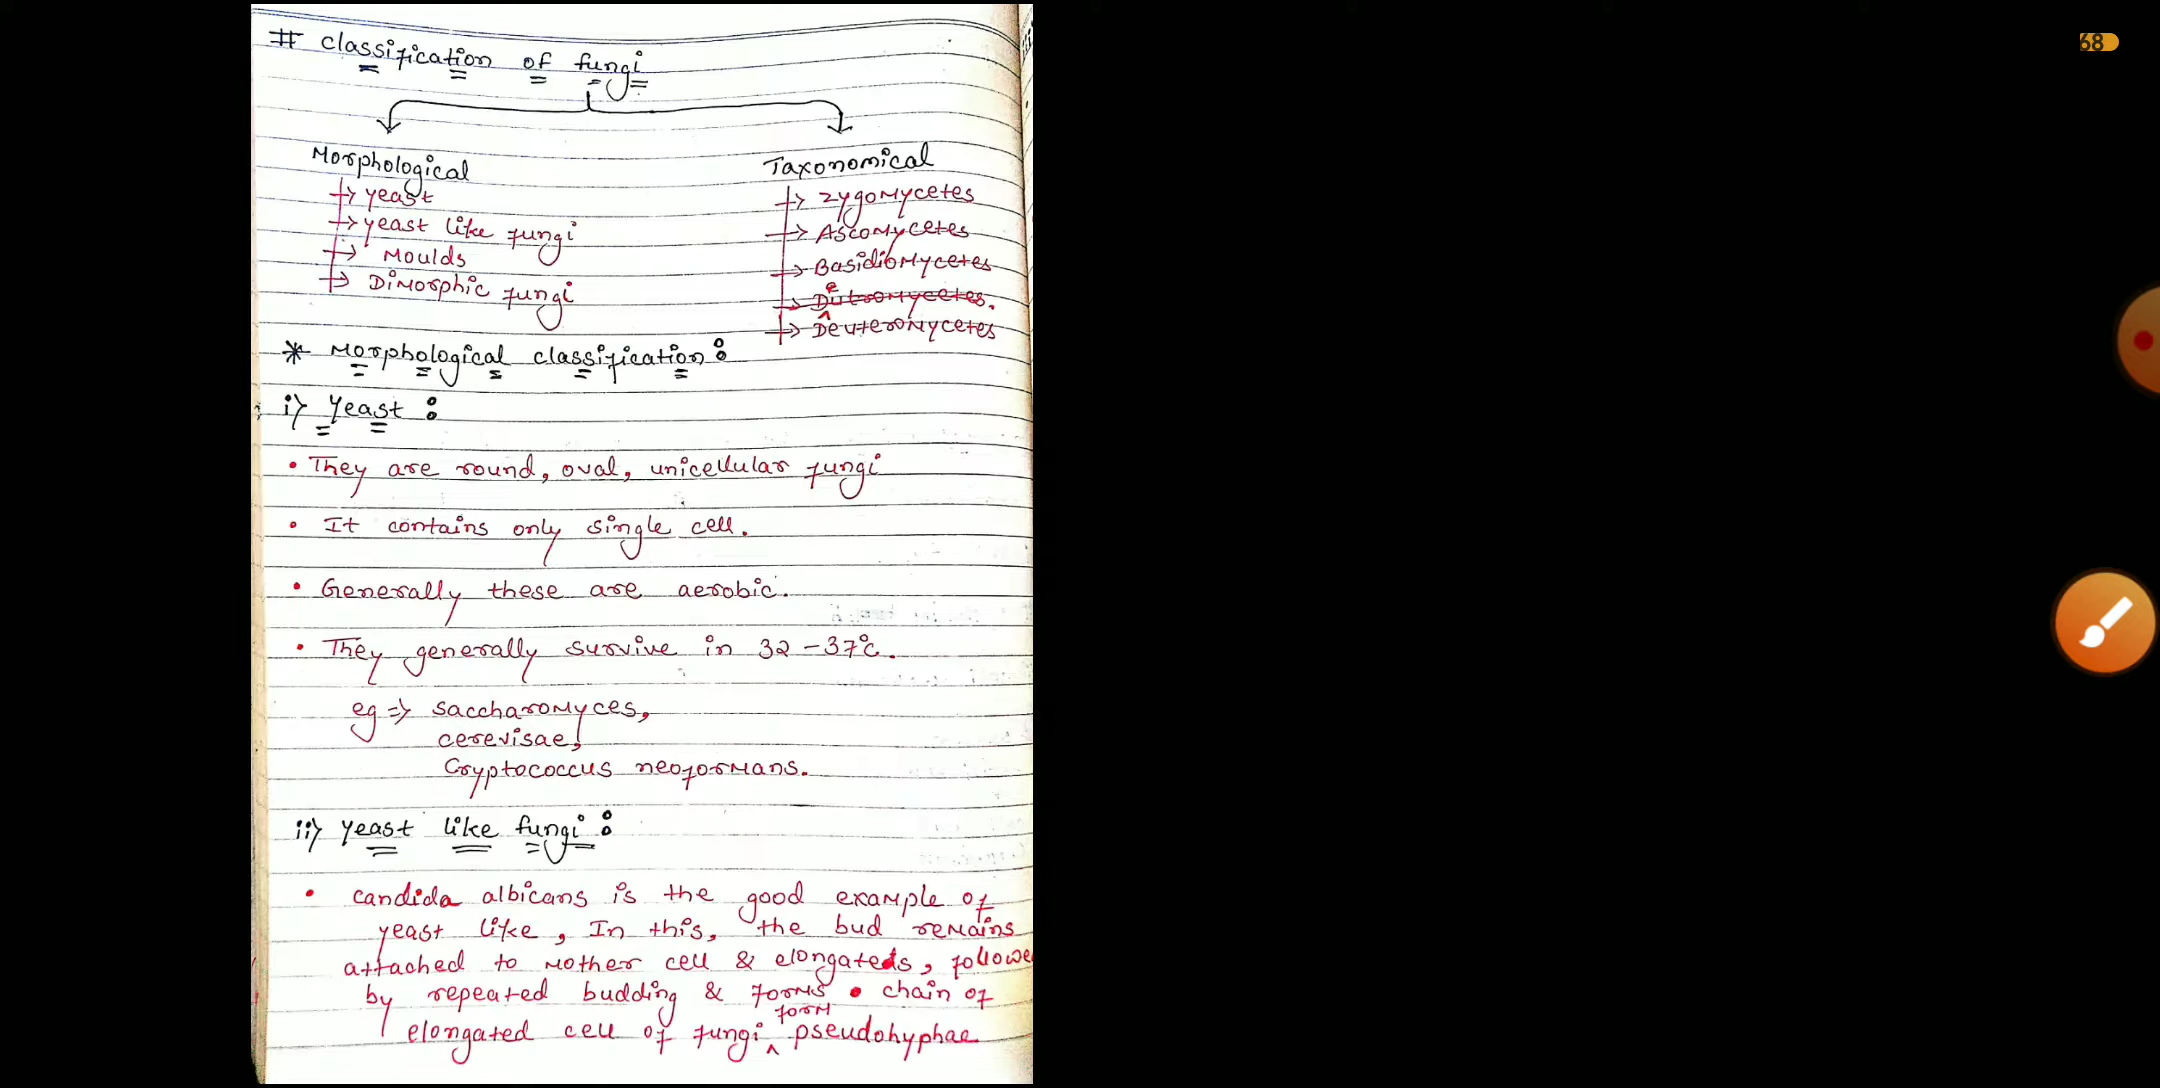 # classification of fungi
Morphological
Taxonomical
→ yeast
→ zygomycetes
→ yeast like fungi
→ Ascomycetes
→ Moulds
→ Basidiomycetes
→ Dimorphic fungi
→ Deutromycetes.
→ Deuteromycetes
* Morphological classification:
i) Yeast:
• They are round, oval, unicellular fungi
• It contains only single cell.
• Generally these are aerobic.
• They generally survive in 32-37°c.
eg => saccharomyces,
cerevisae,
Cryptococcus neoformans.
ii) yeast like fungi:
• candida albicans is the good example of
yeast like, In this, the bud remains
attached to mother cell & elongateds, followe
by repeated budding & forms • chain of
elongated cell of fungi ^ form pseudohyphae
68